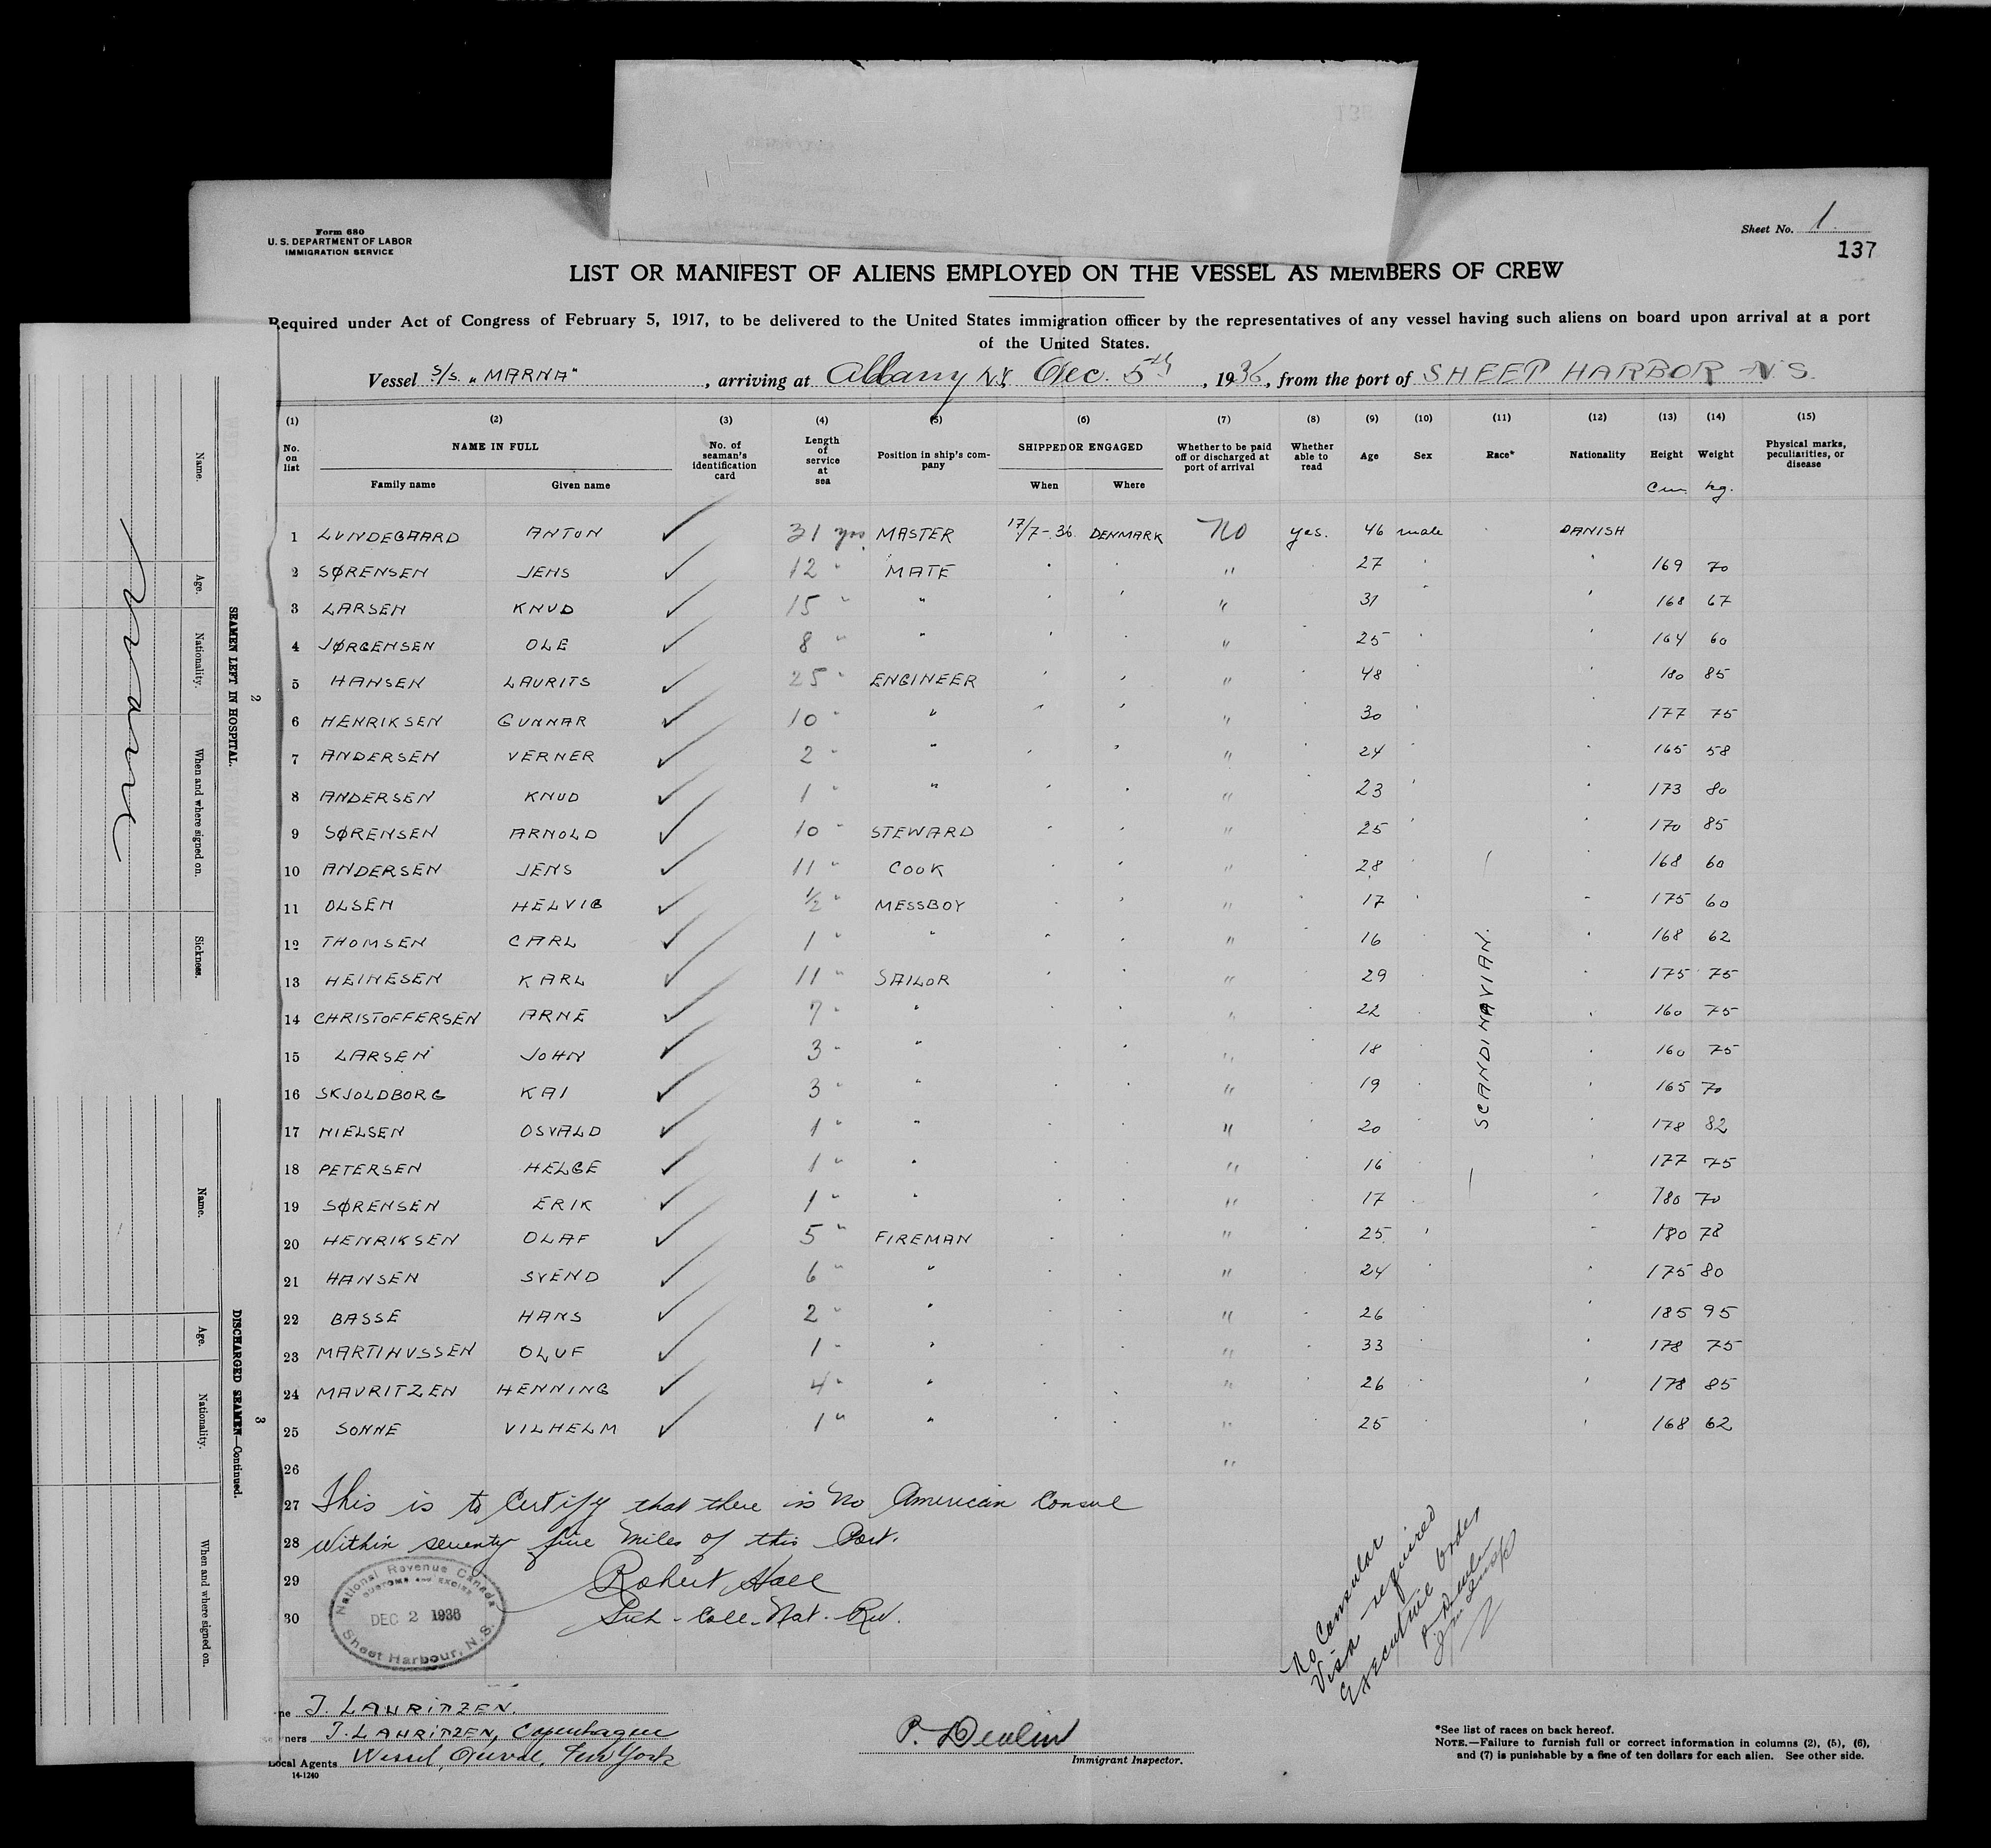 Form 680
U. S. DEPARTMENT OF LABOR
IMMIGRATION SERVICE
Sheet No. 1
137
LIST OR MANIFEST OF ALIENS EMPLOYED ON THE VESSEL AS MEMBERS OF CREW
Required under Act of Congress of February 5, 1917, to be delivered to the United States immigration officer by the representatives of any vessel having such aliens on board upon arrival at a port
of the United States.
Vessel S/S. "MARNA" , arriving at Albany N.Y. Dec. 5th , 1936, from the port of SHEET HARBOR N.S.
(1) (2) (3) (4) (5) (6) (7) (8) (9) (10) (11) (12) (13) (14) (15)
No. on list NAME IN FULL Family name Given name No. of seaman's identification card Length of service at sea Position in ship's company SHIPPED OR ENGAGED When Where Whether to be paid off or discharged at port of arrival Whether able to read Age Sex Race* Nationality Height Weight Physical marks, peculiarities, or disease
Cm. kg.
1 LUNDEGAARD ANTON ✓ 31 yrs MASTER 17/7-36. DENMARK No yes. 46 male DANISH
2 SØRENSEN JENS ✓ 12 " MATE " 27 169 70
3 LARSEN KNUD ✓ 15 " " " 31 168 67
4 JØRGENSEN OLE ✓ 8 " " " 25 164 60
5 HANSEN LAURITS ✓ 25 " ENGINEER " 48 180 85
6 HENRIKSEN GUNNAR ✓ 10 " " " 30 177 75
7 ANDERSEN VERNER ✓ 2 " " " 24 165 58
8 ANDERSEN KNUD ✓ 1 " " " 23 173 80
9 SØRENSEN ARNOLD ✓ 10 " STEWARD " 25 170 85
10 ANDERSEN JENS ✓ 11 " COOK " 28 168 60
11 OLSEN HELVIG ✓ 1/2 " MESSBOY " 17 175 60
12 THOMSEN CARL ✓ 1 " " " 16 168 62
13 HEINESEN KARL ✓ 11 " SAILOR " 29 175 75
14 CHRISTOFFERSEN ARNE ✓ 7 " " " 22 160 75
15 LARSEN JOHN ✓ 3 " " " 18 160 75
16 SKJOLDBORG KAI ✓ 3 " " " 19 165 70
17 NIELSEN OSVALD ✓ 1 " " " 20 178 82
18 PETERSEN HELGE ✓ 1 " " " 16 177 75
19 SØRENSEN ERIK ✓ 1 " " " 17 180 70
20 HENRIKSEN OLAF ✓ 5 " FIREMAN " 25 180 78
21 HANSEN SVEND ✓ 6 " " " 24 175 80
22 BASSE HANS ✓ 2 " " " 26 185 95
23 MARTINUSSEN OLUF ✓ 1 " " " 33 178 75
24 MAURITZEN HENNING ✓ 4 " " " 26 178 85
25 SONNE VILHELM ✓ 1 " " " 25 168 62
26 "
— SCANDINAVIAN. —
27 This is to Certify that there is no American Consul
28 within seventy five miles of this Port.
29 Robert Hall
30 Sub-Coll-Nat. Rev.
National Revenue Canada
CUSTOMS AND EXCISE
DEC 2 1936
Sheet Harbour, N.S.
No Consular
Visa required
Executive Order
P. Devlin
Imm Insp
J. LAURITZEN.
ners J. LAURITZEN, Copenhagen
Local Agents Wessel, Duval, New York
14-1240
P. Devlin
Immigrant Inspector.
*See list of races on back hereof.
NOTE.—Failure to furnish full or correct information in columns (2), (5), (6),
and (7) is punishable by a fine of ten dollars for each alien. See other side.
2
SEAMEN LEFT IN HOSPITAL.
Name. Age. Nationality. When and where signed on. Sickness.
None
3
DISCHARGED SEAMEN—Continued.
Name. Age. Nationality. When and where signed on.